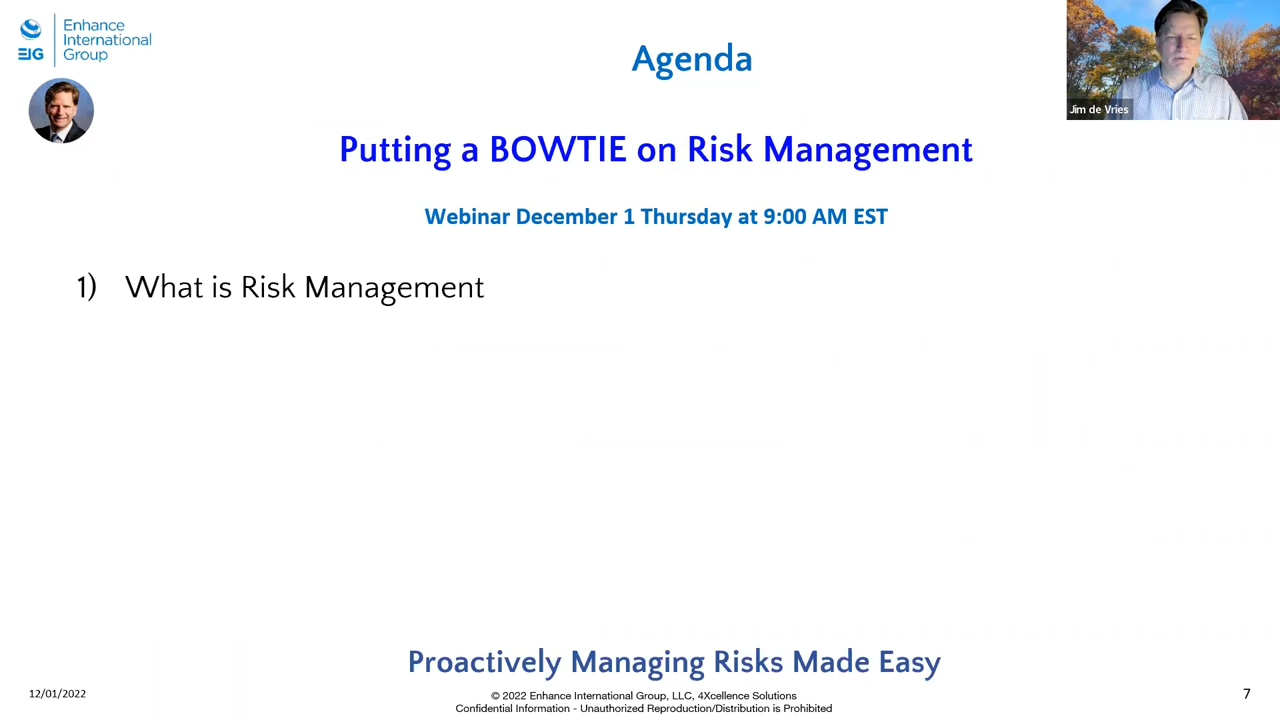 Enhance
International
Group
EIG
Agenda
Jim de Vries
Putting a BOWTIE on Risk Management
Webinar December 1 Thursday at 9:00 AM EST
1) What is Risk Management
Proactively Managing Risks Made Easy
12/01/2022
© 2022 Enhance International Group, LLC, 4Xcellence Solutions
Confidential Information - Unauthorized Reproduction/Distribution is Prohibited
7